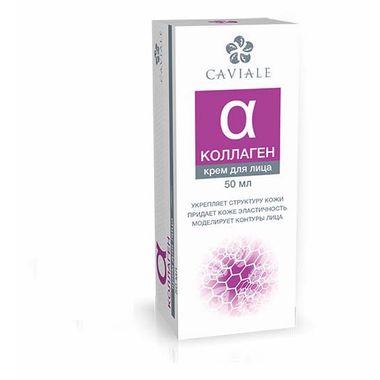 CAVIALE
α
КОЛЛАГЕН
крем для лица
50 мл
УКРЕПЛЯЕТ СТРУКТУРУ КОЖИ
ПРИДАЕТ КОЖЕ ЭЛАСТИЧНОСТЬ
МОДЕЛИРУЕТ КОНТУРЫ ЛИЦА
α
КОЛЛАГЕН